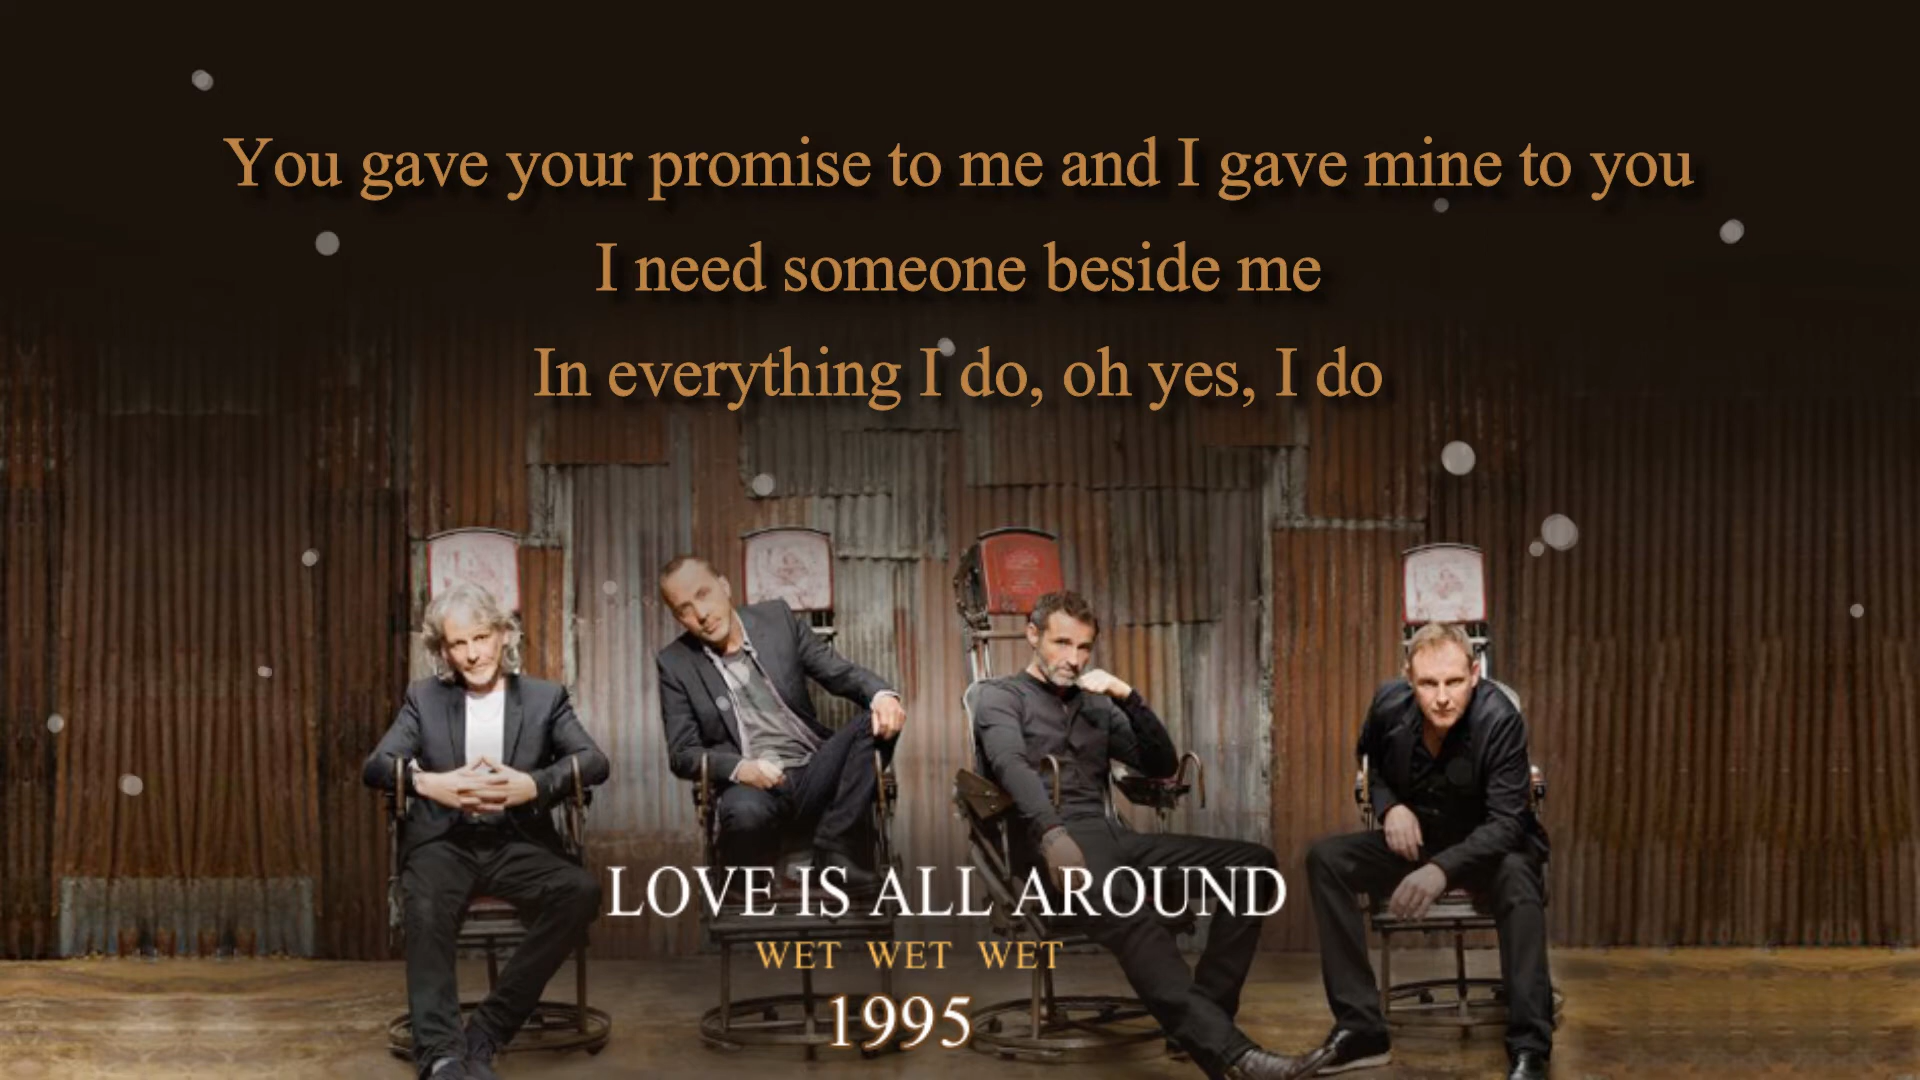 You gave your promise to me and I gave mine to you
I need someone beside me
In everything I do, oh yes, I do
LOVE IS ALL AROUND
WET WET WET
1995